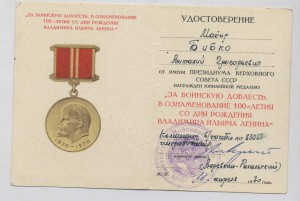 ЗА ВОИНСКУЮ ДОБЛЕСТЬ. В ОЗНАМЕНОВАНИЕ
100-ЛЕТИЯ СО ДНЯ РОЖДЕНИЯ
ВЛАДИМИРА ИЛЬИЧА ЛЕНИНА"
1870-1970
УДОСТОВЕРЕНИЕ
Майор
Бибко
Виталий Григорьевич
от имени ПРЕЗИДИУМА ВЕРХОВНОГО
СОВЕТА СССР
НАГРАЖДЕН ЮБИЛЕЙНОЙ МЕДАЛЬЮ
„ЗА ВОИНСКУЮ ДОБЛЕСТЬ.
В ОЗНАМЕНОВАНИЕ 100-ЛЕТИЯ
СО ДНЯ РОЖДЕНИЯ
ВЛАДИМИРА ИЛЬИЧА ЛЕНИНА"
апреля 1970